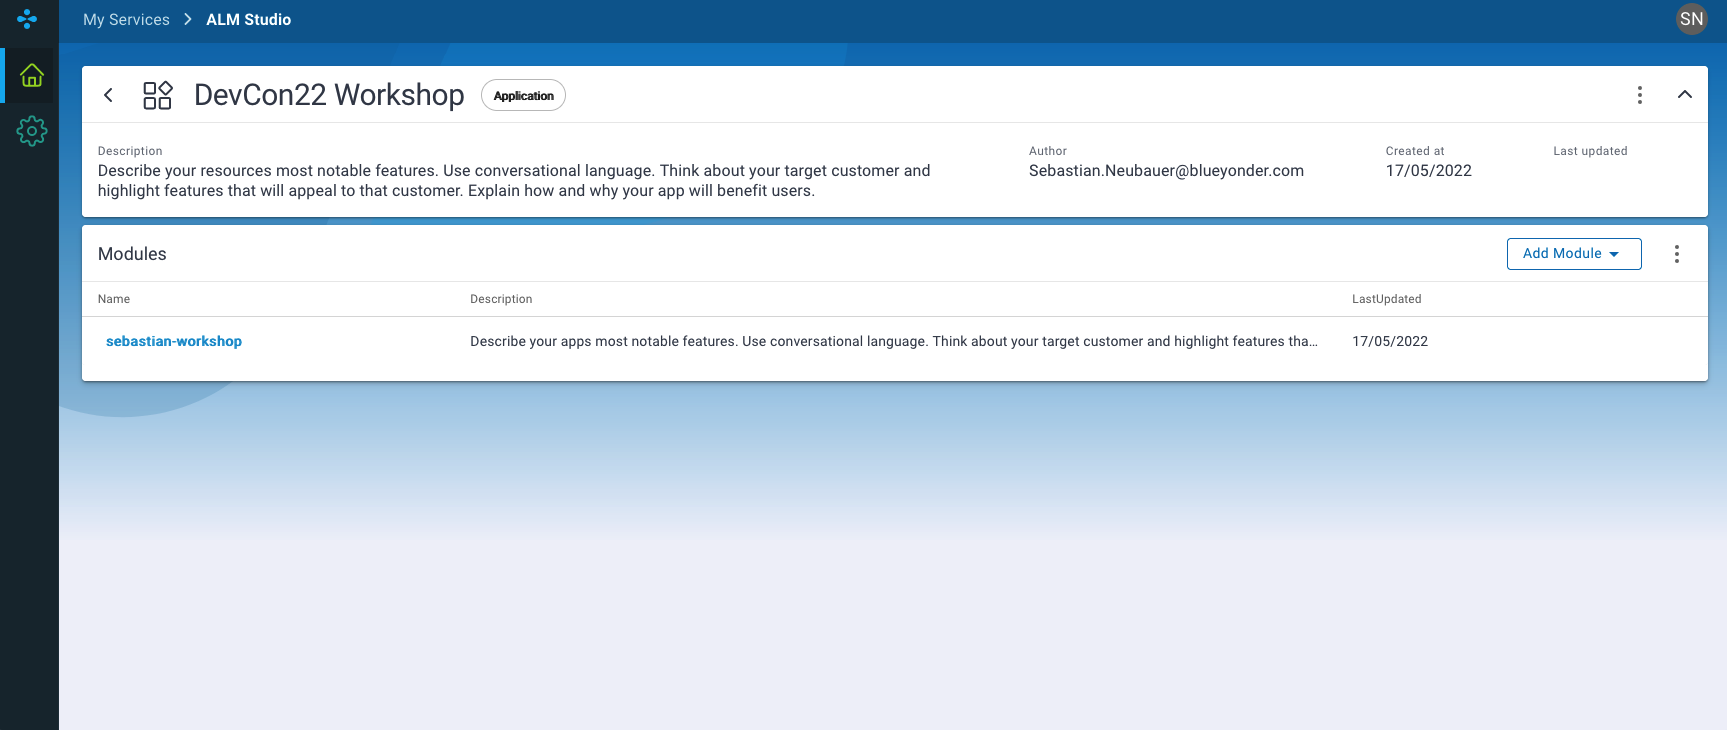 My Services > ALM Studio
SN
DevCon22 Workshop
Application
Description
Describe your resources most notable features. Use conversational language. Think about your target customer and
highlight features that will appeal to that customer. Explain how and why your app will benefit users.
Author
Sebastian.Neubauer@blueyonder.com
Created at
17/05/2022
Last updated
Modules
Add Module
Name
Description
LastUpdated
sebastian-workshop
Describe your apps most notable features. Use conversational language. Think about your target customer and highlight features tha...
17/05/2022